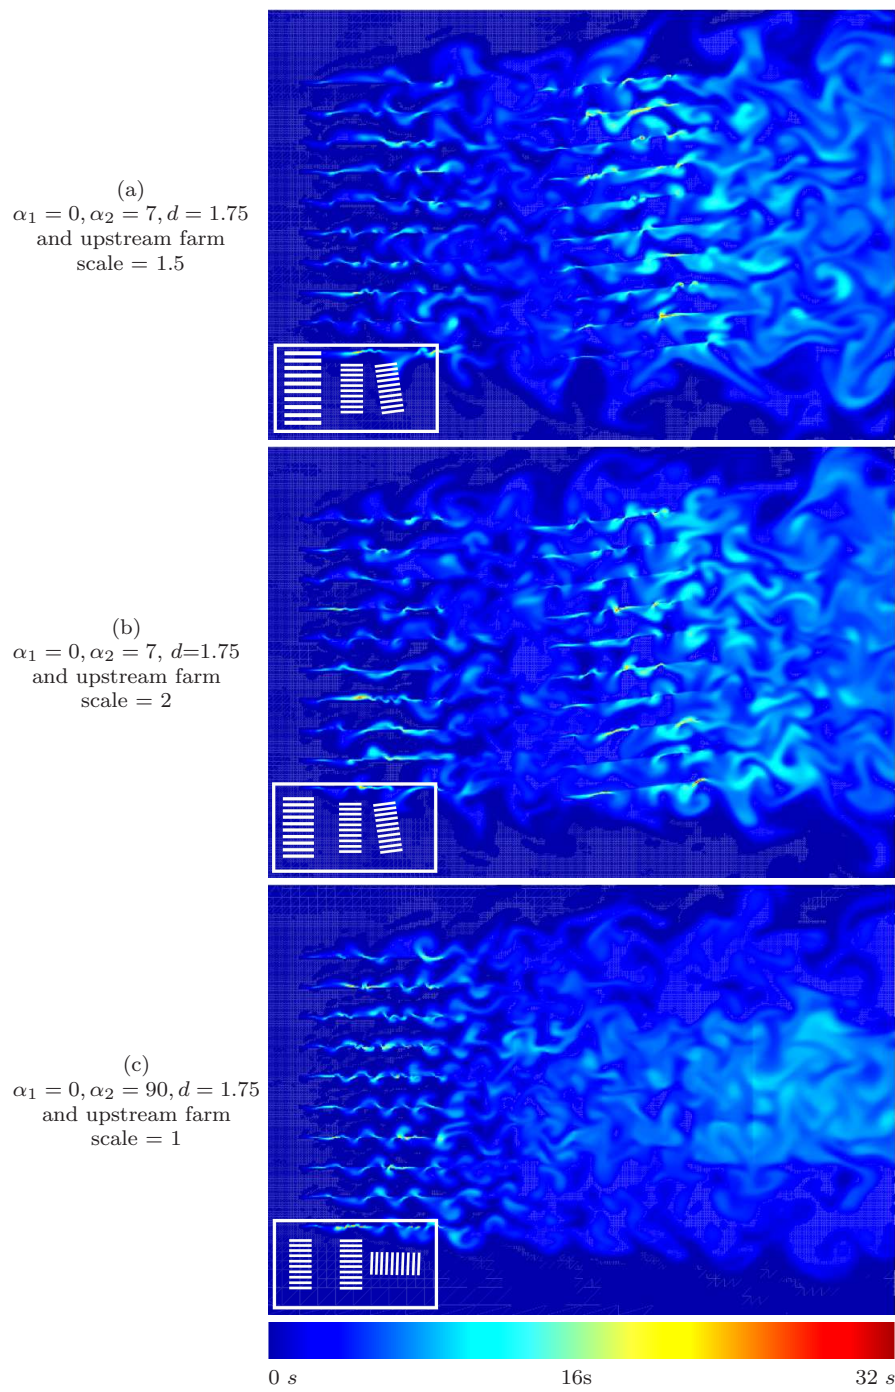 (a)
α₁ = 0, α₂ = 7, d = 1.75
and upstream farm
scale = 1.5
(b)
α₁ = 0, α₂ = 7, d=1.75
and upstream farm
scale = 2
(c)
α₁ = 0, α₂ = 90, d = 1.75
and upstream farm
scale = 1
0 s 16s 32 s